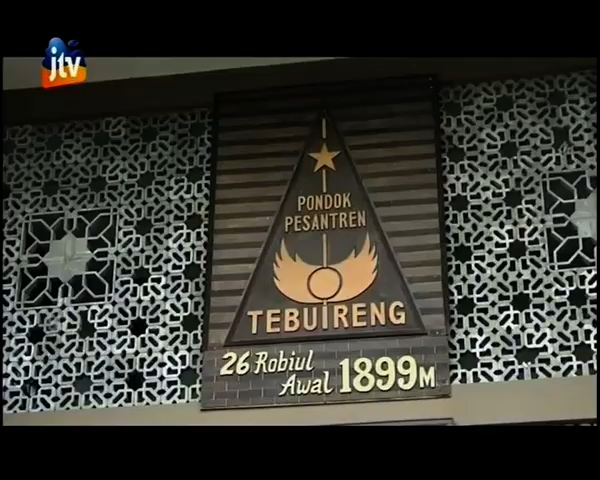 jtv
PONDOK
PESANTREN
TEBUIRENG
26 Robiul
Awal 1899M